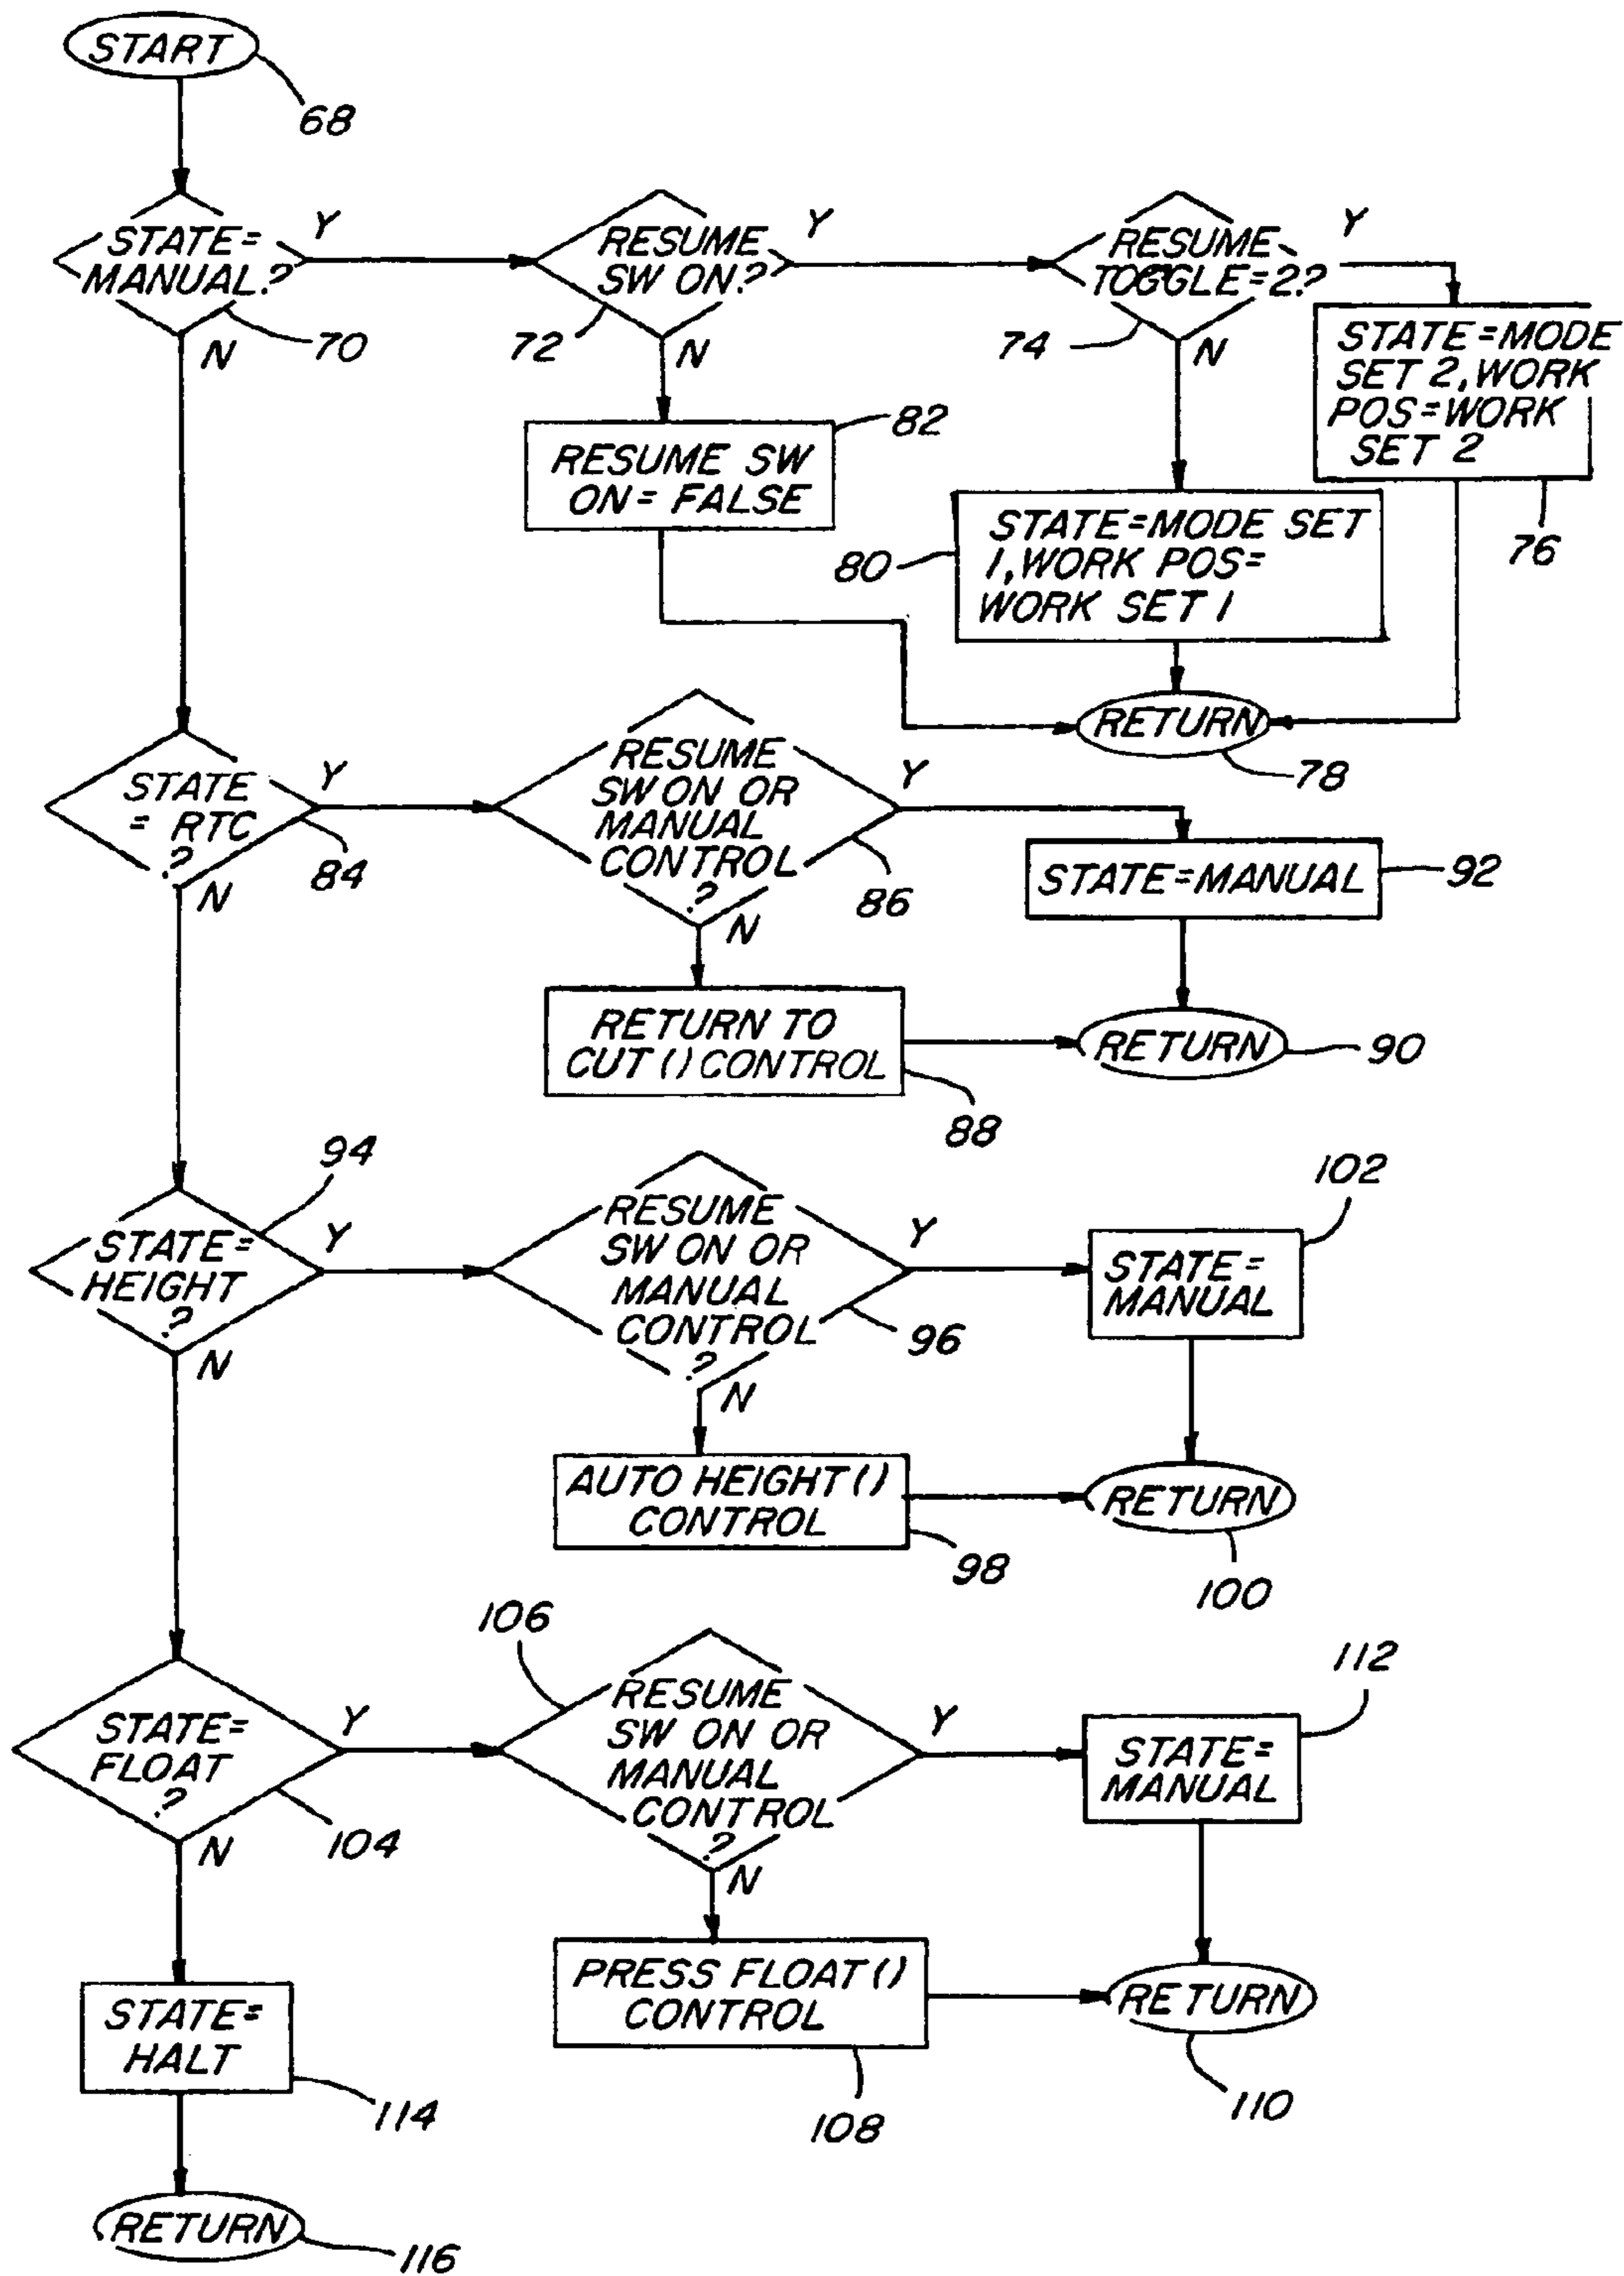 START
68
STATE=
MANUAL?
Y
N
70
RESUME
SW ON?
Y
N
72
RESUME
TOGGLE=2?
Y
N
74
STATE=MODE
SET 2, WORK
POS=WORK
SET 2
76
RESUME SW
ON= FALSE
82
STATE=MODE SET
1, WORK POS=
WORK SET 1
80
RETURN
78
STATE
= RTC
?
Y
N
84
RESUME
SW ON OR
MANUAL
CONTROL
?
Y
N
86
STATE=MANUAL
92
RETURN TO
CUT () CONTROL
88
RETURN
90
94
STATE=
HEIGHT
?
Y
N
RESUME
SW ON OR
MANUAL
CONTROL
?
Y
N
96
102
STATE=
MANUAL
AUTO HEIGHT ()
CONTROL
98
RETURN
100
STATE=
FLOAT
?
Y
N
104
106
RESUME
SW ON OR
MANUAL
CONTROL
?
Y
N
112
STATE=
MANUAL
PRESS FLOAT ()
CONTROL
108
RETURN
110
STATE=
HALT
114
RETURN
116